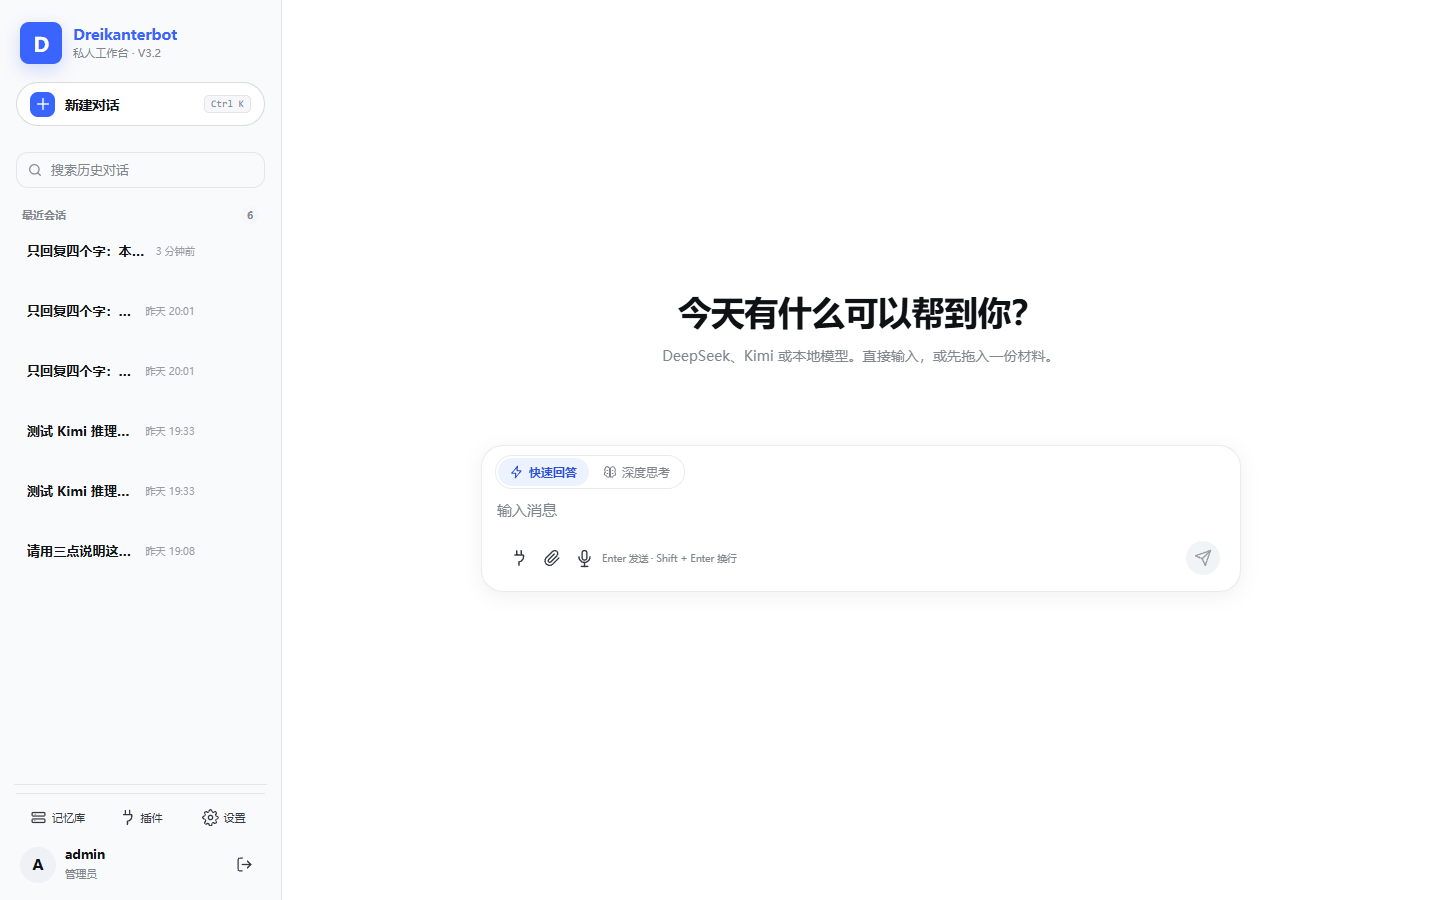 D
Dreikanterbot
私人工作台 · V3.2
新建对话
Ctrl K
搜索历史对话
最近会话
6
只回复四个字：本... 3 分钟前
只回复四个字：... 昨天 20:01
只回复四个字：... 昨天 20:01
测试 Kimi 推理... 昨天 19:33
测试 Kimi 推理... 昨天 19:33
请用三点说明这... 昨天 19:08
记忆库
插件
设置
A
admin
管理员
今天有什么可以帮到你？
DeepSeek、Kimi 或本地模型。直接输入，或先拖入一份材料。
快速回答
深度思考
输入消息
Enter 发送 · Shift + Enter 换行